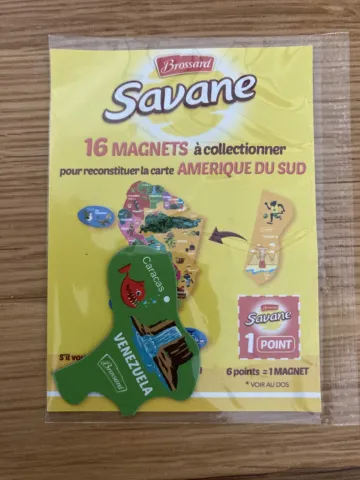 Brossard
Savane
16 MAGNETS à collectionner
pour reconstituer la carte AMERIQUE DU SUD
Caracas
VENEZUELA
Brossard
Savane
1 POINT
6 points = 1 MAGNET
* VOIR AU DOS